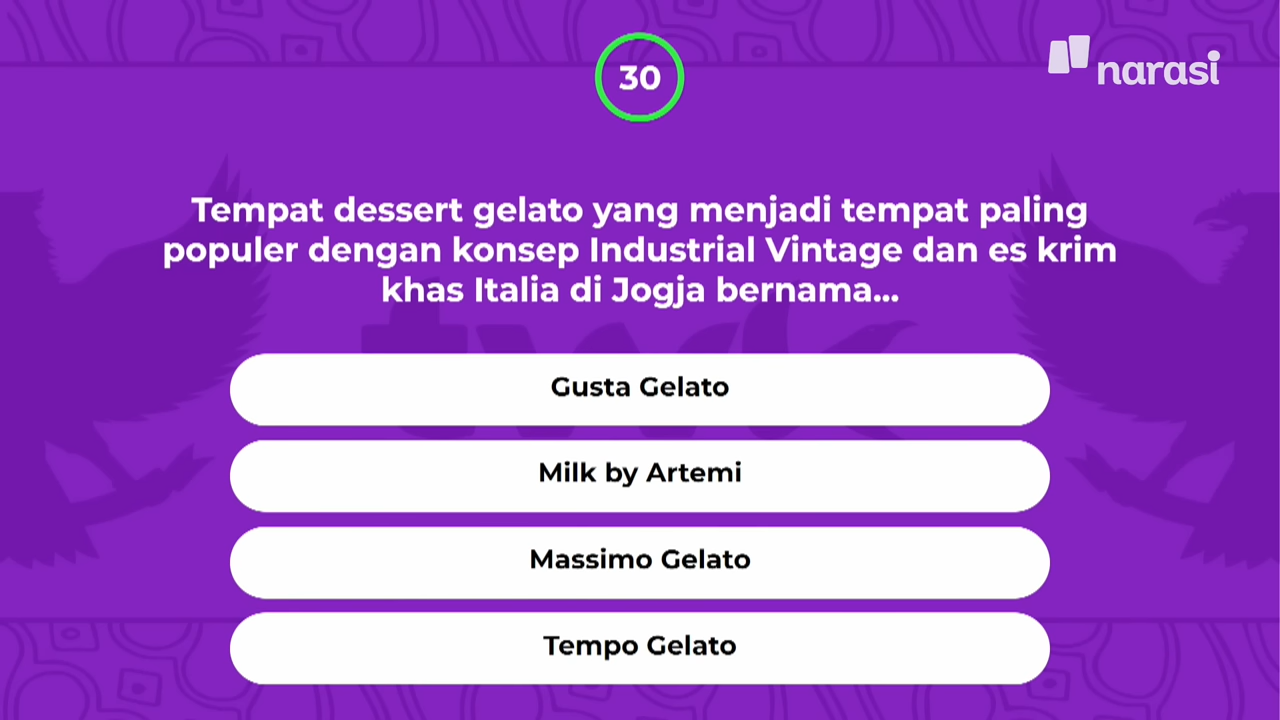 30
narasi
Tempat dessert gelato yang menjadi tempat paling
populer dengan konsep Industrial Vintage dan es krim
khas Italia di Jogja bernama...
Gusta Gelato
Milk by Artemi
Massimo Gelato
Tempo Gelato